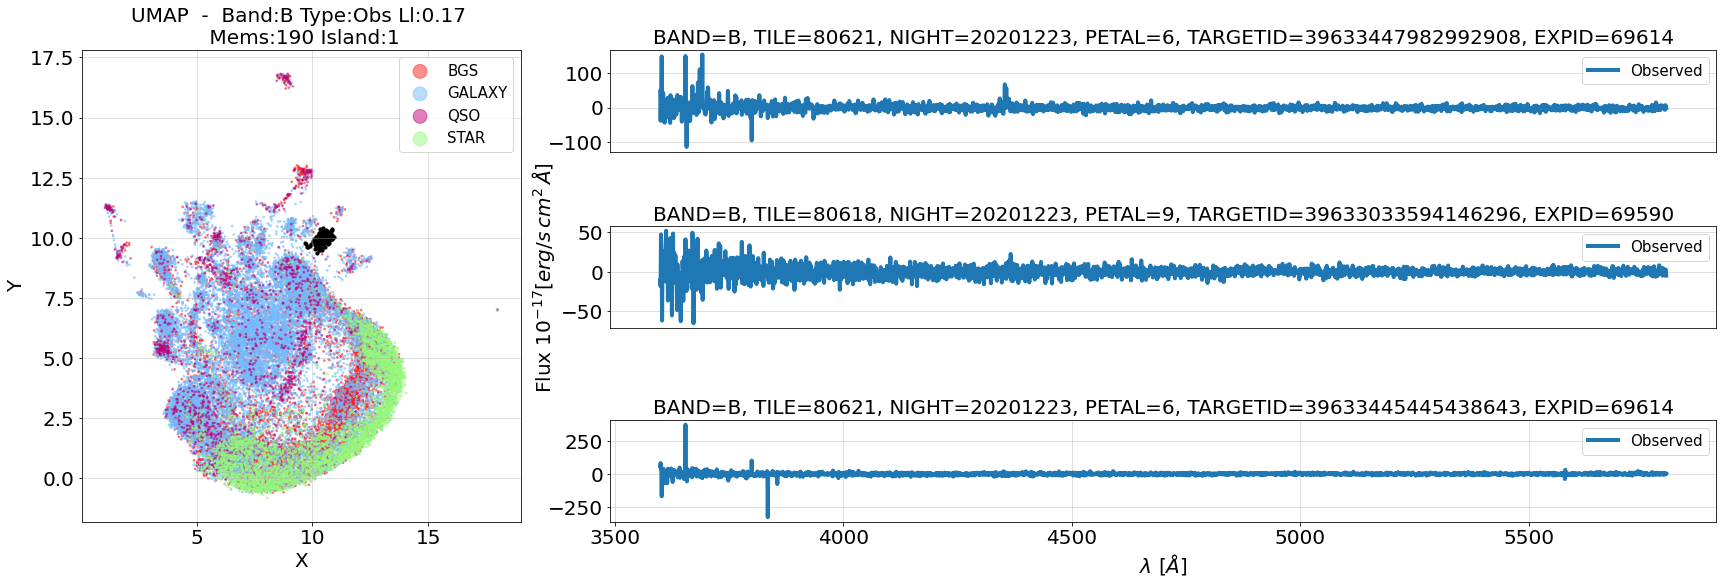 UMAP - Band:B Type:Obs Ll:0.17
Mems:190 Island:1
17.5
15.0
12.5
10.0
7.5
5.0
2.5
0.0
Y
5
10
15
X
BGS
GALAXY
QSO
STAR
Flux 10⁻¹⁷[erg/s cm² Å]
BAND=B, TILE=80621, NIGHT=20201223, PETAL=6, TARGETID=39633447982992908, EXPID=69614
100
0
−100
Observed
BAND=B, TILE=80618, NIGHT=20201223, PETAL=9, TARGETID=39633033594146296, EXPID=69590
50
0
−50
Observed
BAND=B, TILE=80621, NIGHT=20201223, PETAL=6, TARGETID=39633445445438643, EXPID=69614
250
0
−250
Observed
3500
4000
4500
5000
5500
λ [Å]